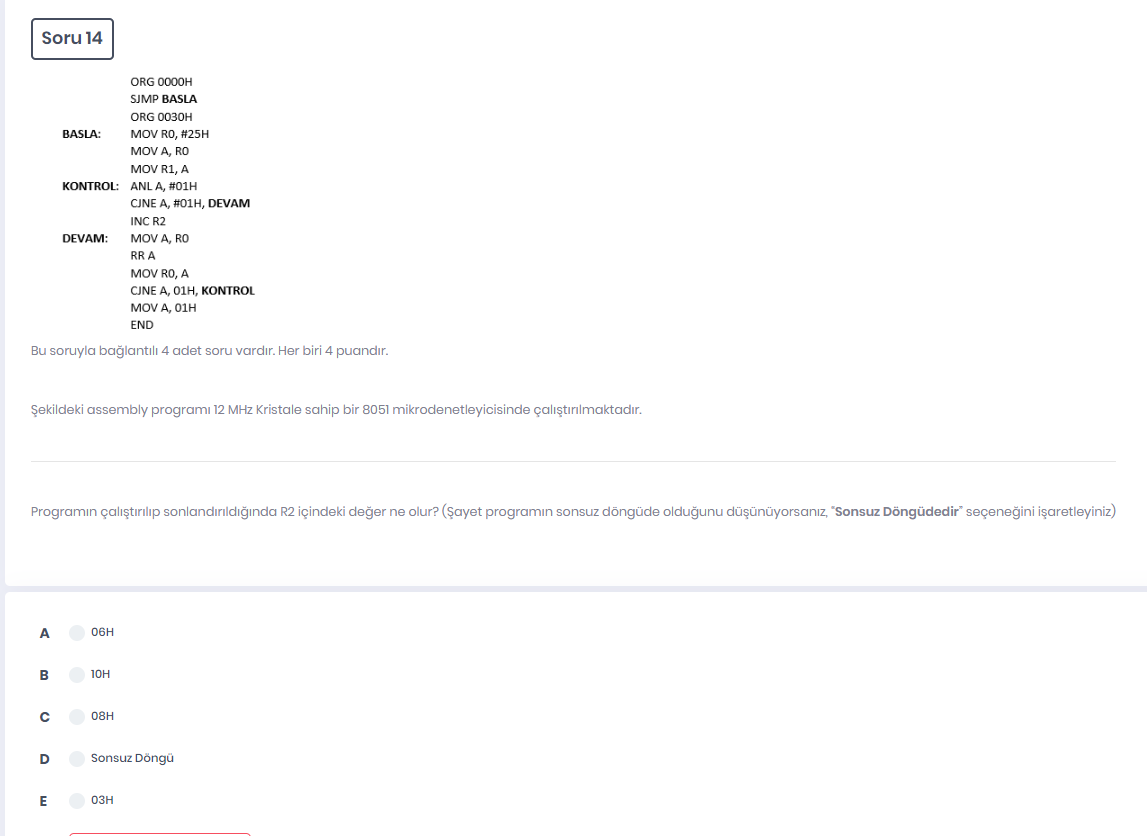 Soru 14
ORG 0000H
SJMP BASLA
ORG 0030H
BASLA: MOV R0, #25H
MOV A, R0
MOV R1, A
KONTROL: ANL A, #01H
CJNE A, #01H, DEVAM
INC R2
DEVAM: MOV A, R0
RR A
MOV R0, A
CJNE A, 01H, KONTROL
MOV A, 01H
END
Bu soruyla bağlantılı 4 adet soru vardır. Her biri 4 puandır.
Şekildeki assembly programı 12 MHz Kristale sahip bir 8051 mikrodenetleyicisinde çalıştırılmaktadır.
Programın çalıştırılıp sonlandırıldığında R2 içindeki değer ne olur? (Şayet programın sonsuz döngüde olduğunu düşünüyorsanız, "Sonsuz Döngüdedir" seçeneğini işaretleyiniz)
A 06H
B 10H
C 08H
D Sonsuz Döngü
E 03H